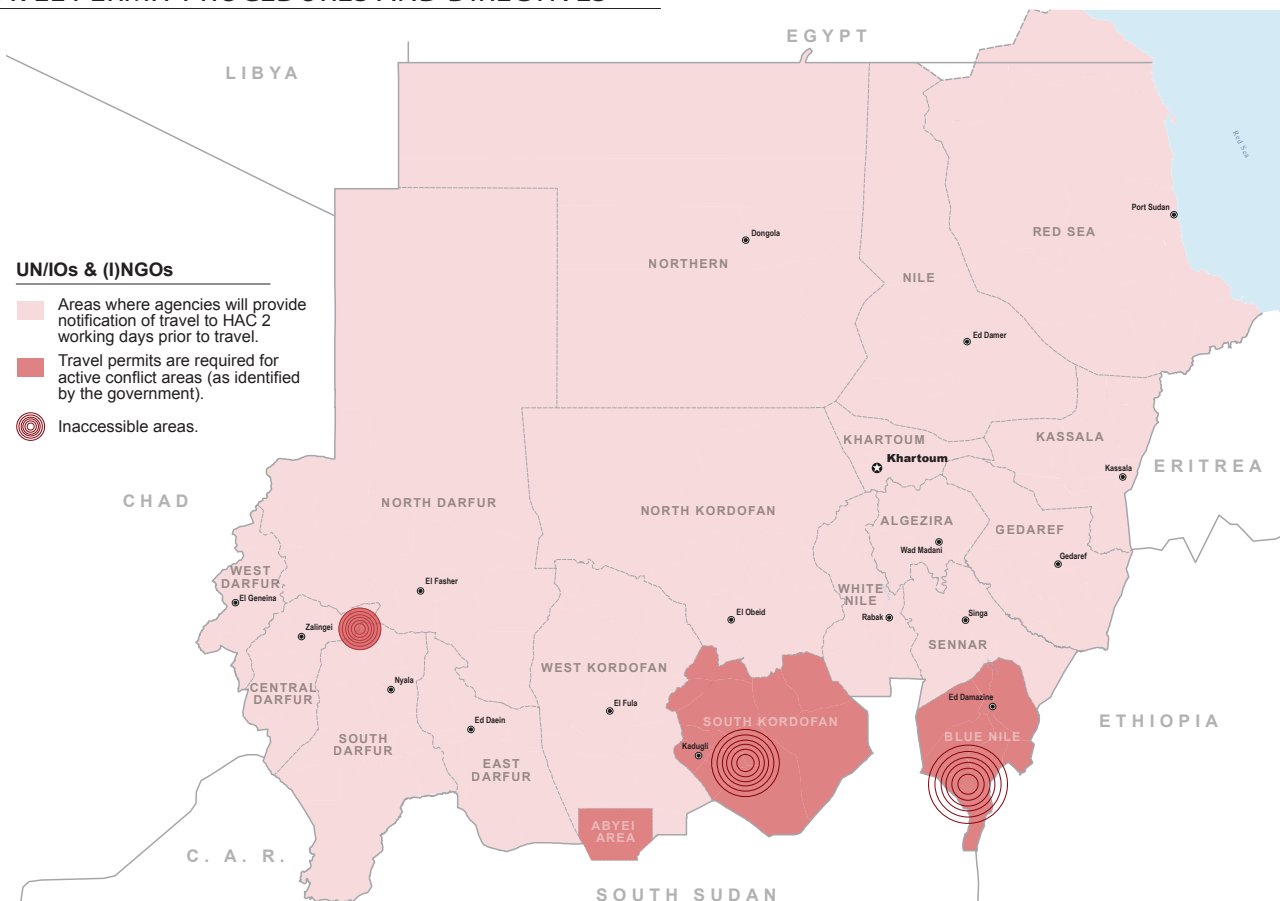 EGYPT
LIBYA
Red Sea
Port Sudan
RED SEA
Dongola
NORTHERN
NILE
UN/IOs & (I)NGOs
Areas where agencies will provide
notification of travel to HAC 2
working days prior to travel.
Ed Damer
Travel permits are required for
active conflict areas (as identified
by the government).
Inaccessible areas.
KHARTOUM
Khartoum
KASSALA
Kassala
ERITREA
CHAD
NORTH DARFUR
NORTH KORDOFAN
ALGEZIRA
Wad Madani
GEDAREF
Gedaref
WEST
DARFUR
El Geneina
El Fasher
WHITE
NILE
Rabak
El Obeid
Singa
SENNAR
Zalingei
WEST KORDOFAN
Nyala
CENTRAL
DARFUR
El Fula
Ed Damazine
SOUTH KORDOFAN
Kadugli
BLUE NILE
ETHIOPIA
Ed Daein
SOUTH
DARFUR
EAST
DARFUR
ABYEI
AREA
C. A. R.
SOUTH SUDAN